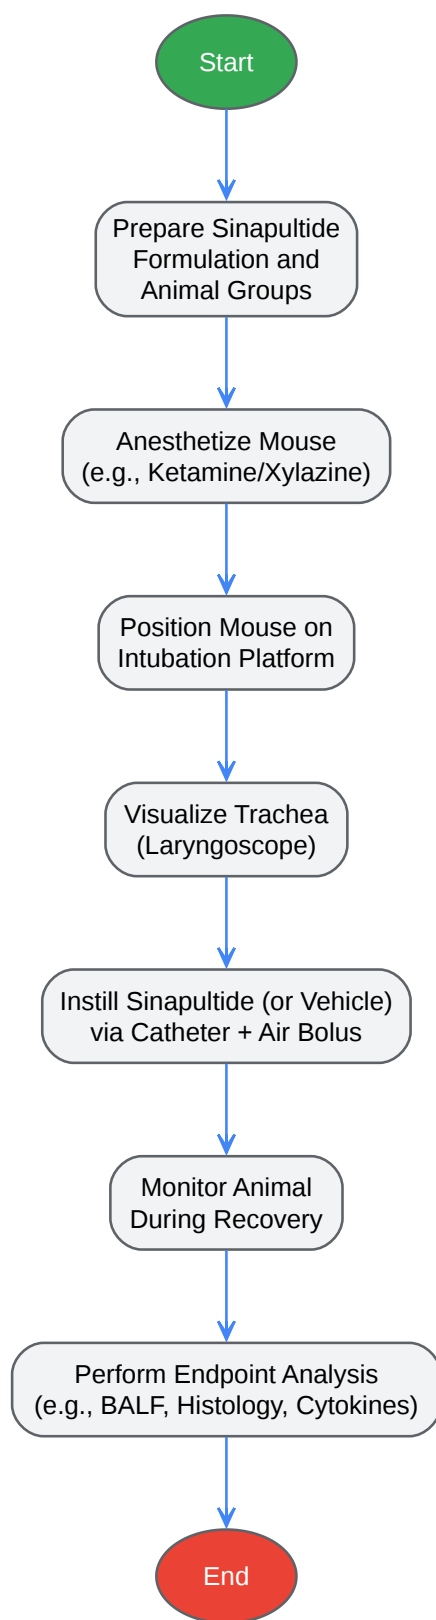 Start
Prepare Sinapultide
Formulation and
Animal Groups
Anesthetize Mouse
(e.g., Ketamine/Xylazine)
Position Mouse on
Intubation Platform
Visualize Trachea
(Laryngoscope)
Instill Sinapultide (or Vehicle)
via Catheter + Air Bolus
Monitor Animal
During Recovery
Perform Endpoint Analysis
(e.g., BALF, Histology, Cytokines)
End